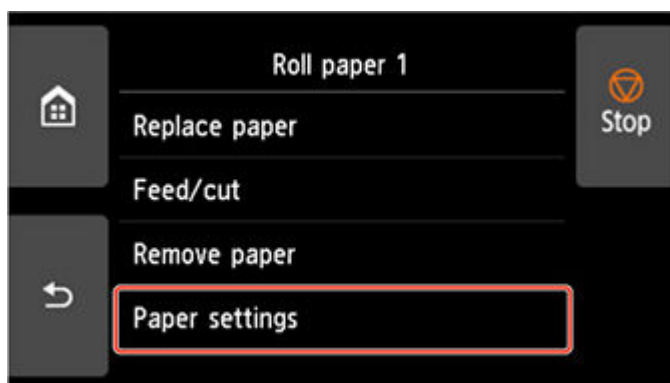 Roll paper 1
Stop
Replace paper
Feed/cut
Remove paper
Paper settings